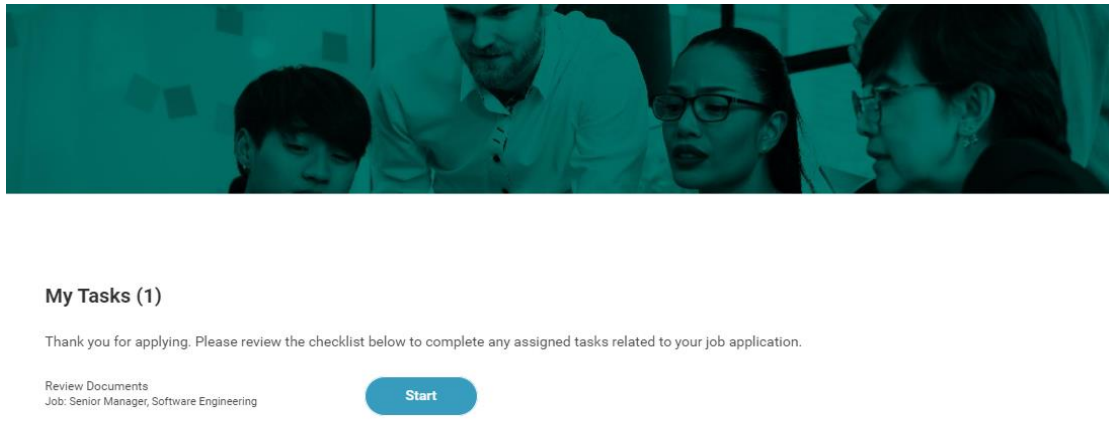 My Tasks (1)
Thank you for applying. Please review the checklist below to complete any assigned tasks related to your job application.
Review Documents
Job: Senior Manager, Software Engineering
Start